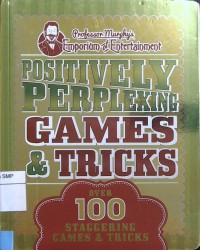 Professor Murphy's
Emporium of Entertainment
POSITIVELY
PERPLEXING
GAMES
& TRICKS
OVER
100
STAGGERING
GAMES & TRICKS
SMP